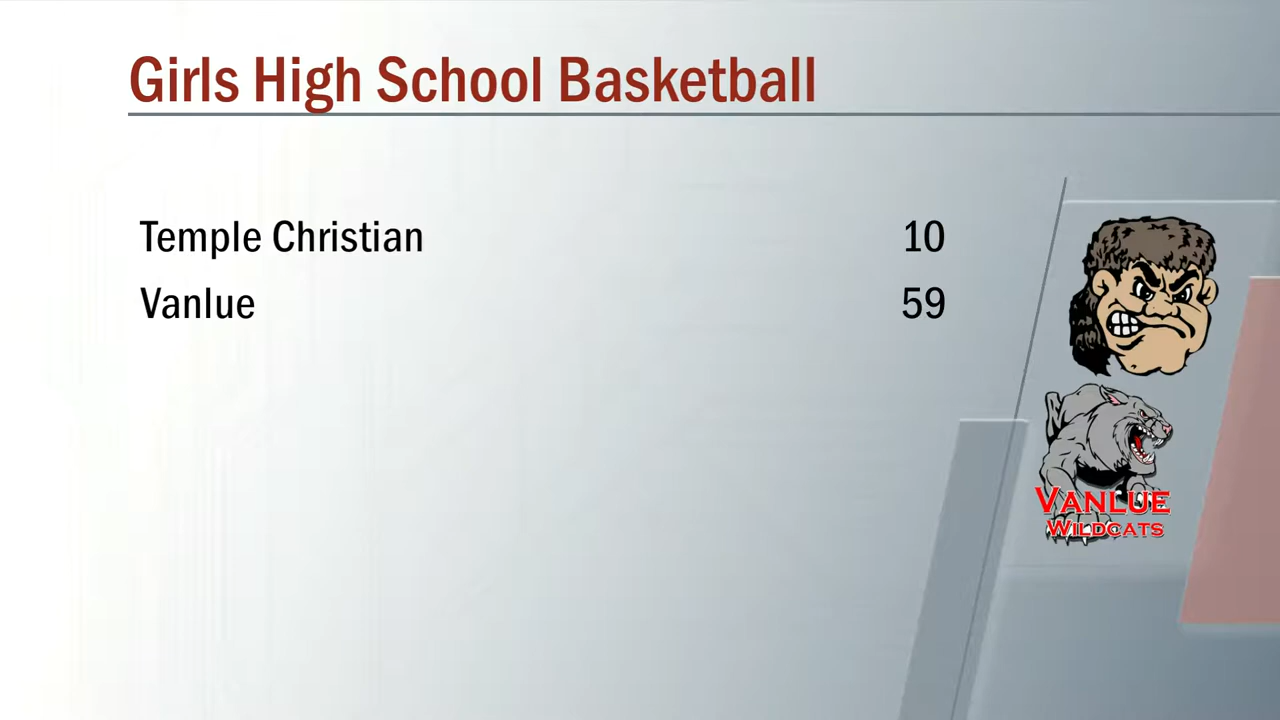 Girls High School Basketball
Temple Christian 10
Vanlue 59
VANLUE
WILDCATS